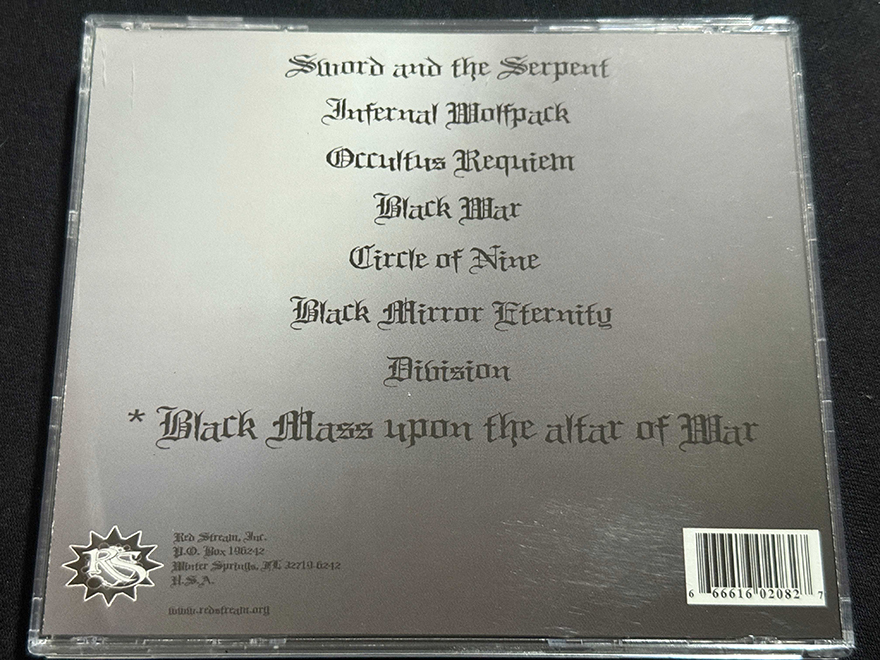 Sword and the Serpent
Infernal Wolfpack
Occultus Requiem
Black War
Circle of Nine
Black Mirror Eternity
Division
* Black Mass upon the altar of War
RS
Red Stream, Inc.
P.O. Box 196242
Winter Springs, FL 32719-6242
U.S.A.
www.redstream.org
6 66616 02082 7